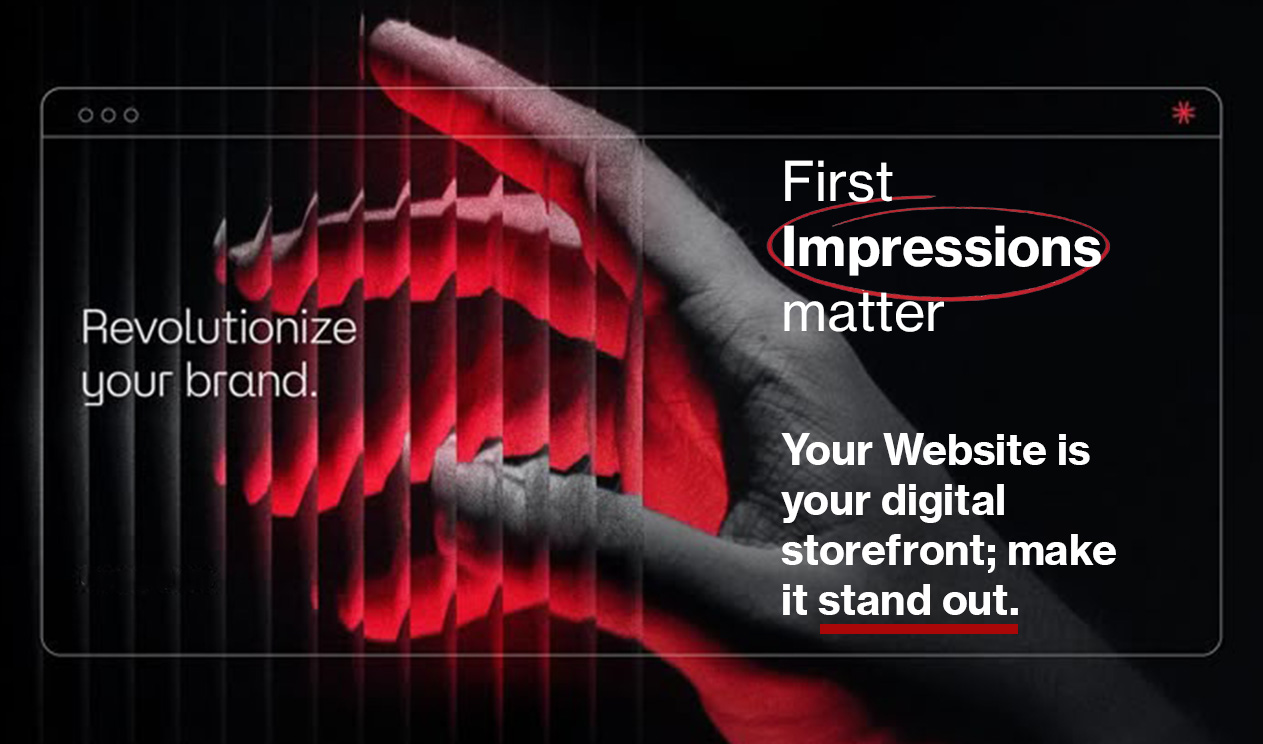 Revolutionize
your brand.
First
Impressions
matter
Your Website is
your digital
storefront; make
it stand out.